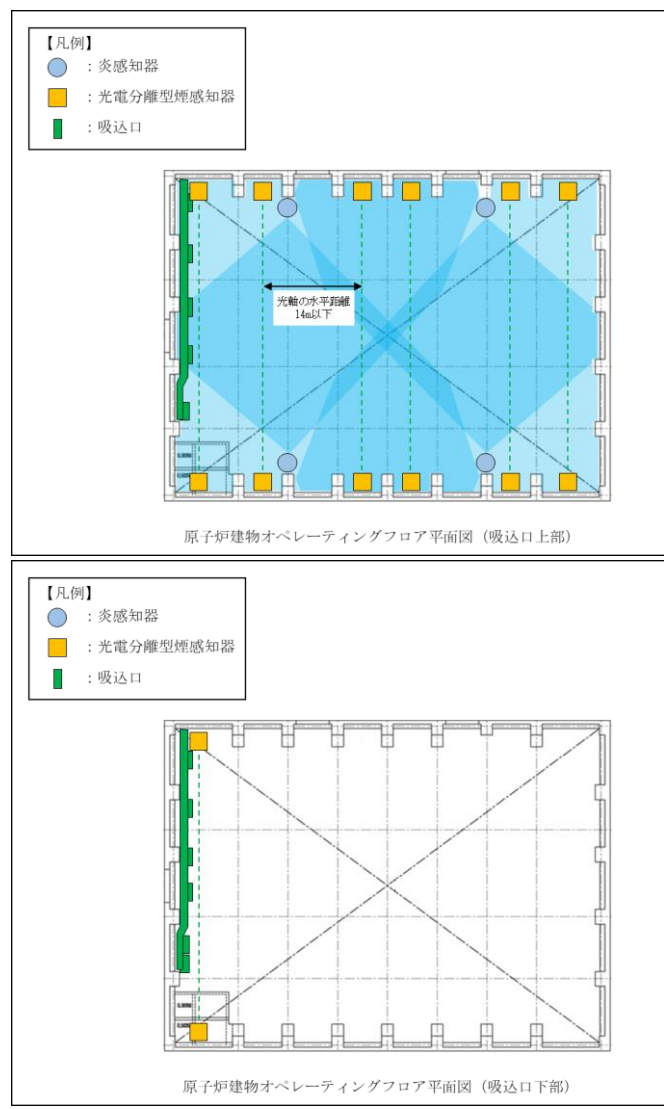 【凡例】
：炎感知器
：光電分離型煙感知器
：吸込口
光軸の水平距離
14m以下
原子炉建物オペレーティングフロア平面図（吸込口上部）
【凡例】
：炎感知器
：光電分離型煙感知器
：吸込口
原子炉建物オペレーティングフロア平面図（吸込口下部）